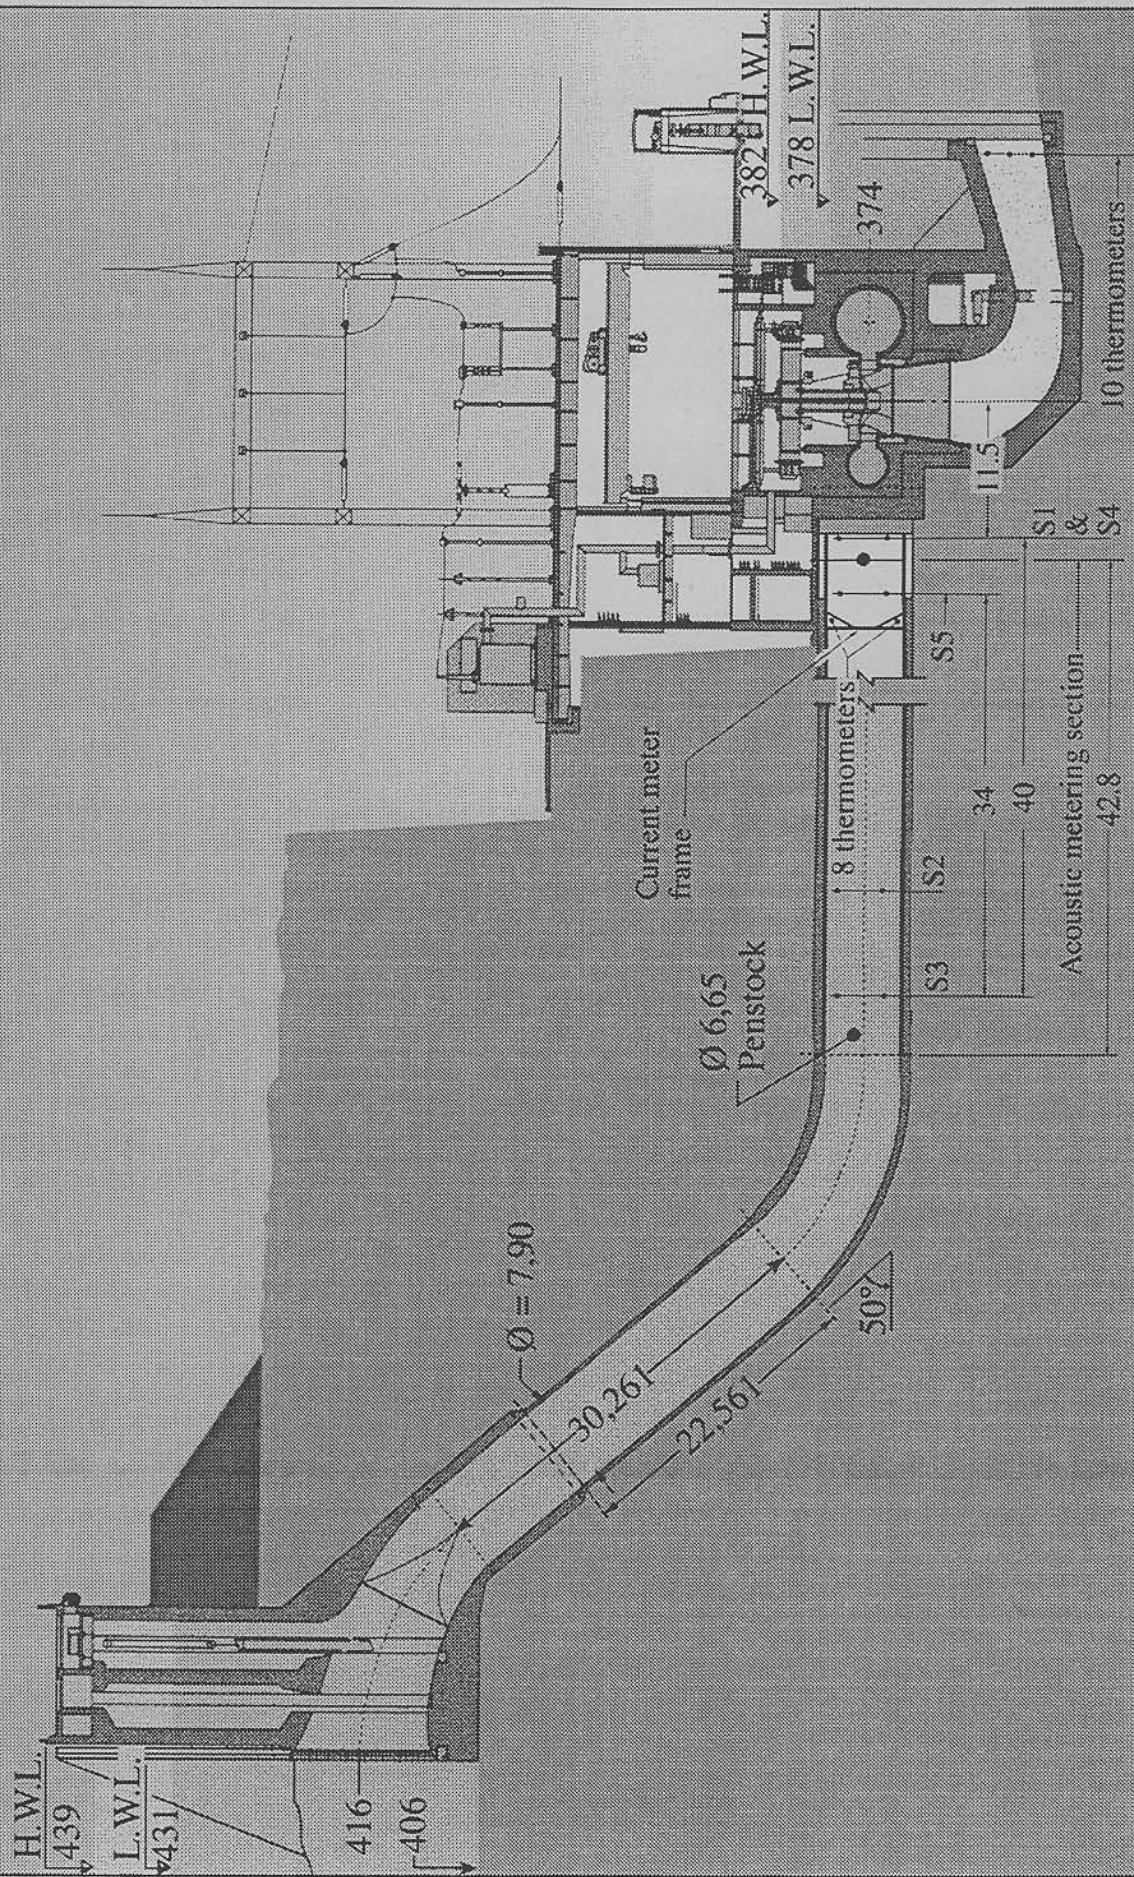 H.W.L.
439
L.W.L.
431
416
406
Ø = 7,90
30,261
22,561
50°
Ø 6,65
Penstock
Current meter
frame
8 thermometers
S3
S2
S5
34
40
Acoustic metering section
42.8
S1
&
S4
11.5
10 thermometers
382 H.W.L.
378 L.W.L.
374